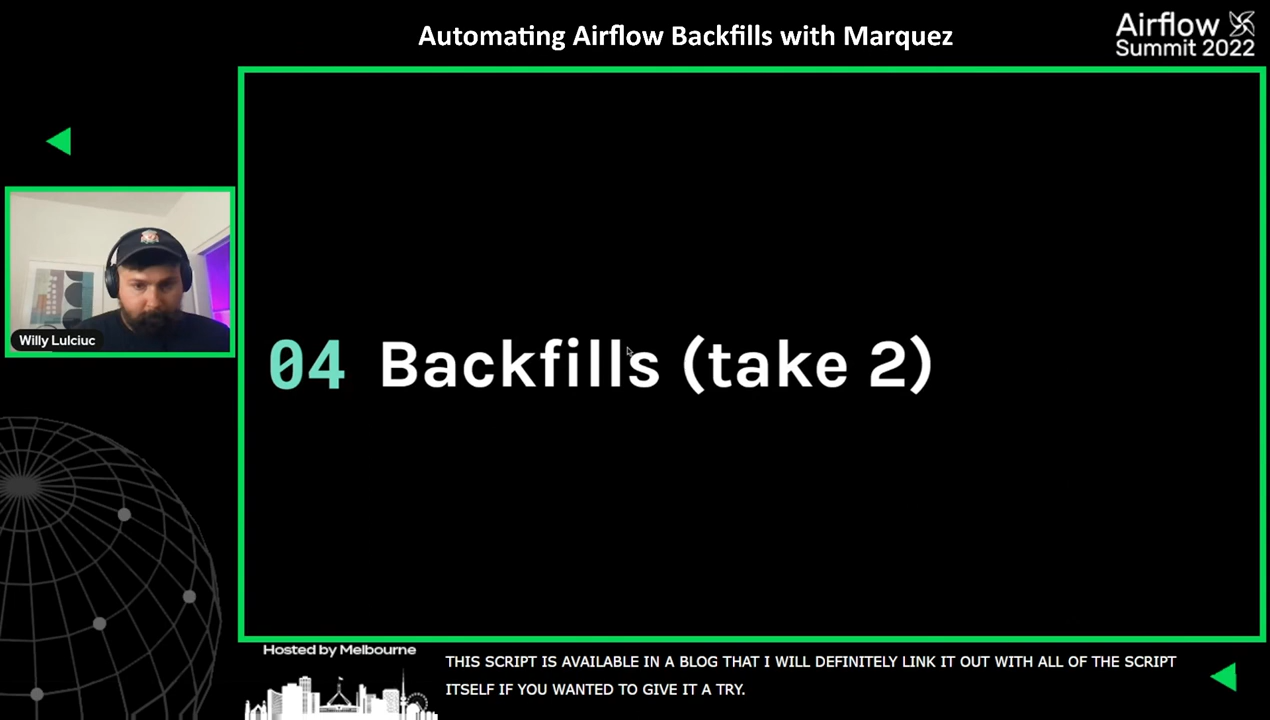 Automating Airflow Backfills with Marquez
Airflow
Summit 2022
Willy Lulciuc
04 Backfills (take 2)
Hosted by Melbourne
THIS SCRIPT IS AVAILABLE IN A BLOG THAT I WILL DEFINITELY LINK IT OUT WITH ALL OF THE SCRIPT
ITSELF IF YOU WANTED TO GIVE IT A TRY.